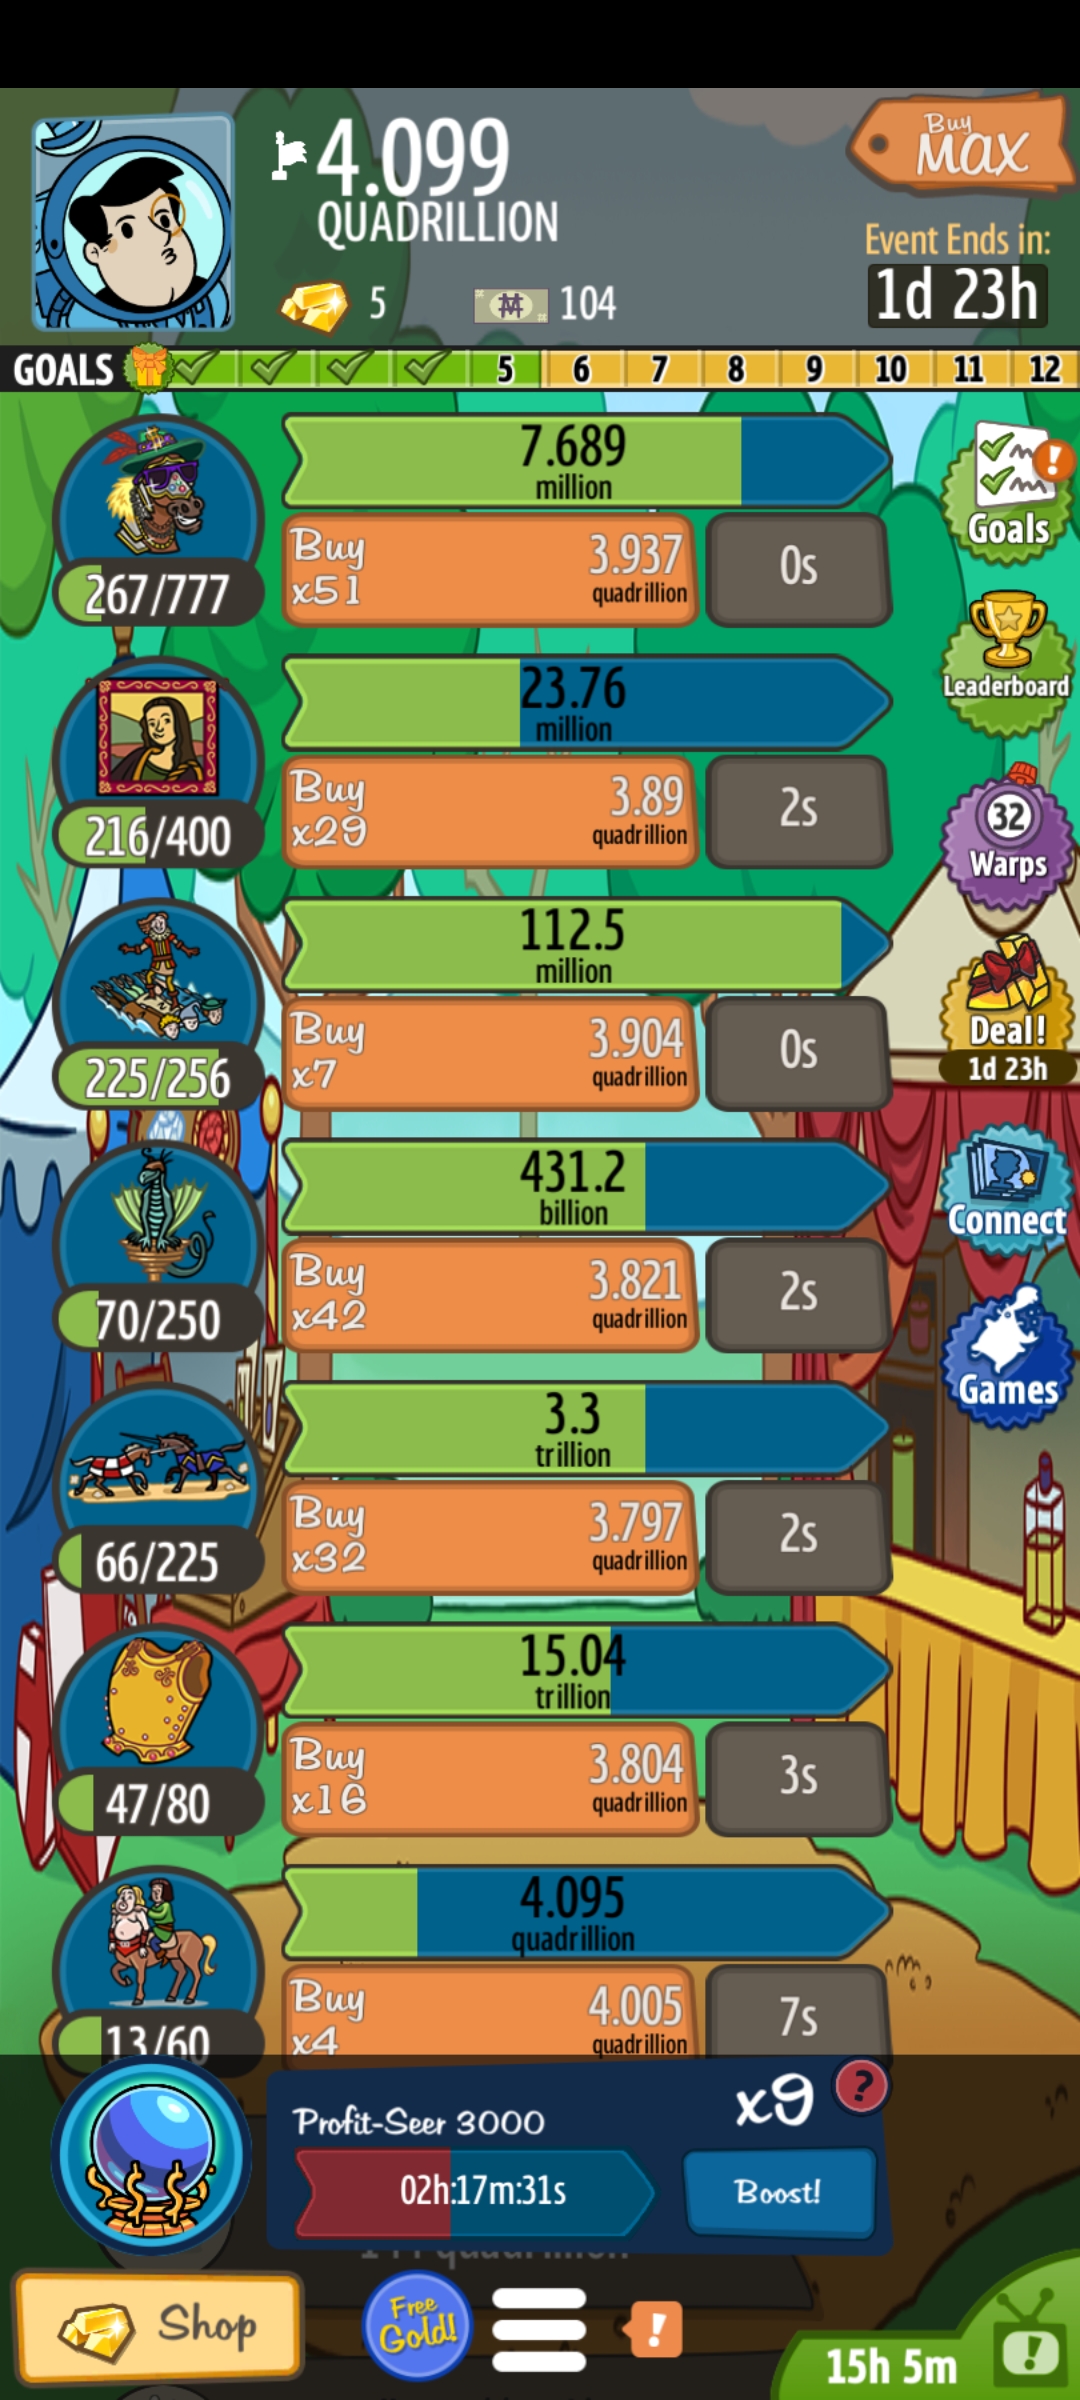 4.099
QUADRILLION
Buy
MAX
5
104
Event Ends in:
1d 23h
GOALS
5 6 7 8 9 10 11 12
7.689
million
Buy
x51
3.937
quadrillion
0s
267/777
Goals
23.76
million
Buy
x29
3.89
quadrillion
2s
216/400
Leaderboard
32
Warps
112.5
million
Buy
x7
3.904
quadrillion
0s
225/256
Deal!
1d 23h
431.2
billion
Buy
x42
3.821
quadrillion
2s
70/250
Connect
3.3
trillion
Buy
x32
3.797
quadrillion
2s
66/225
Games
15.04
trillion
Buy
x16
3.804
quadrillion
3s
47/80
4.095
quadrillion
Buy
x4
4.005
quadrillion
7s
13/60
Profit-Seer 3000
x9
?
02h:17m:31s
Boost!
Shop
Free
Gold!
!
15h 5m
!